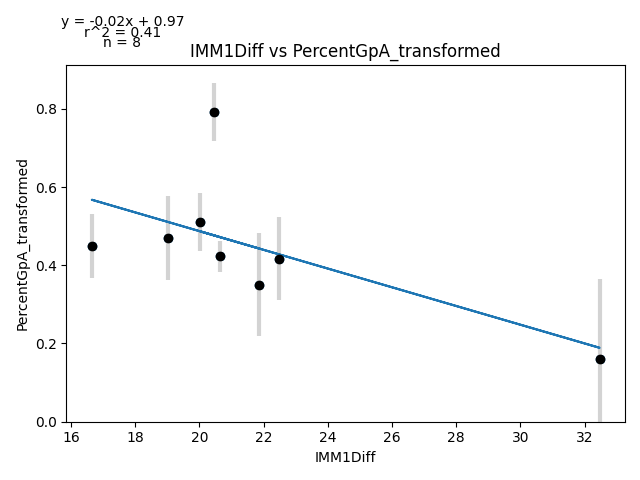 y = -0.02x + 0.97
r^2 = 0.41
n = 8
IMM1Diff vs PercentGpA_transformed
PercentGpA_transformed
0.8
0.6
0.4
0.2
0.0
16 18 20 22 24 26 28 30 32
IMM1Diff